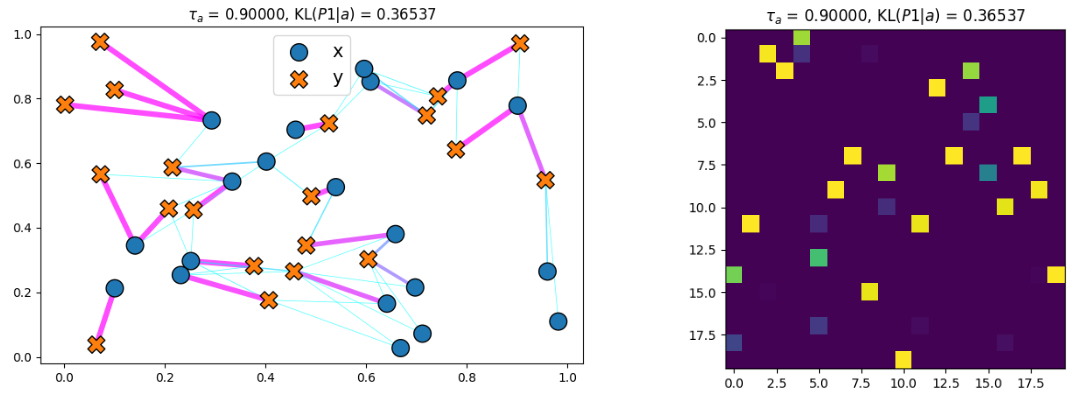 τₐ = 0.90000, KL(P1|a) = 0.36537
1.0
0.8
0.6
0.4
0.2
0.0
0.0 0.2 0.4 0.6 0.8 1.0
x
y
τₐ = 0.90000, KL(P1|a) = 0.36537
0.0
2.5
5.0
7.5
10.0
12.5
15.0
17.5
0.0 2.5 5.0 7.5 10.0 12.5 15.0 17.5